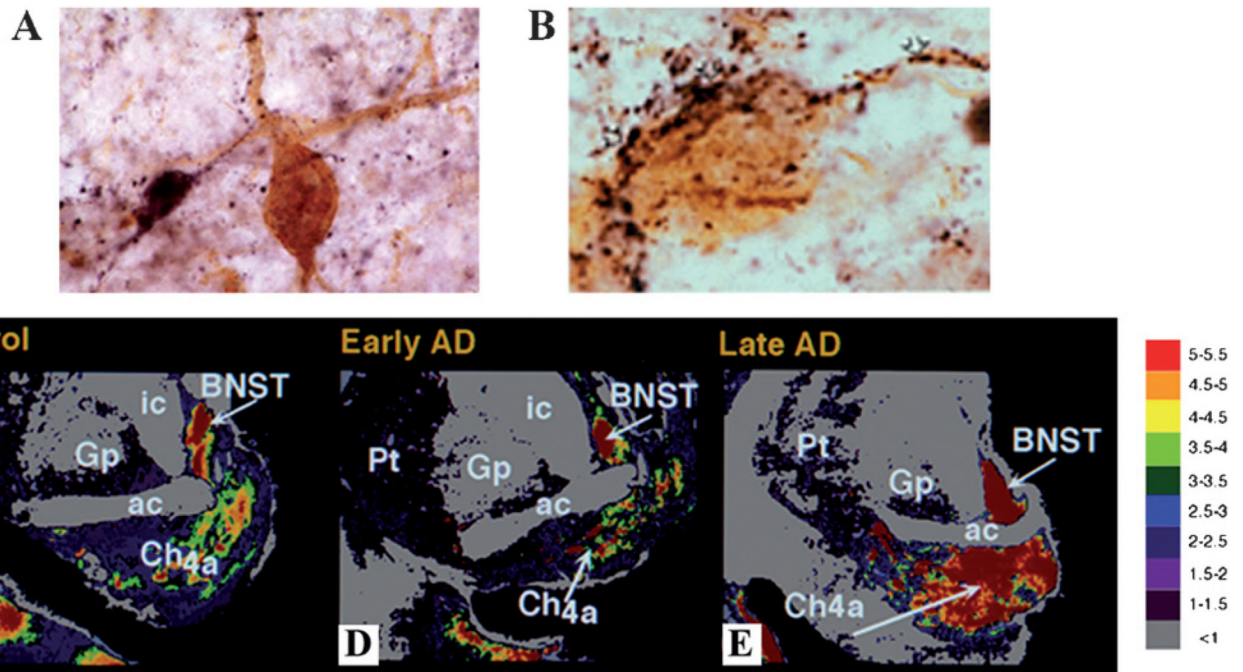 A
B
rol
Early AD
Late AD
BNST
ic
Gp
ac
Ch4a
BNST
ic
Pt
Gp
ac
Ch4a
D
BNST
Pt
Gp
ac
Ch4a
E
5-5.5
4.5-5
4-4.5
3.5-4
3-3.5
2.5-3
2-2.5
1.5-2
1-1.5
<1